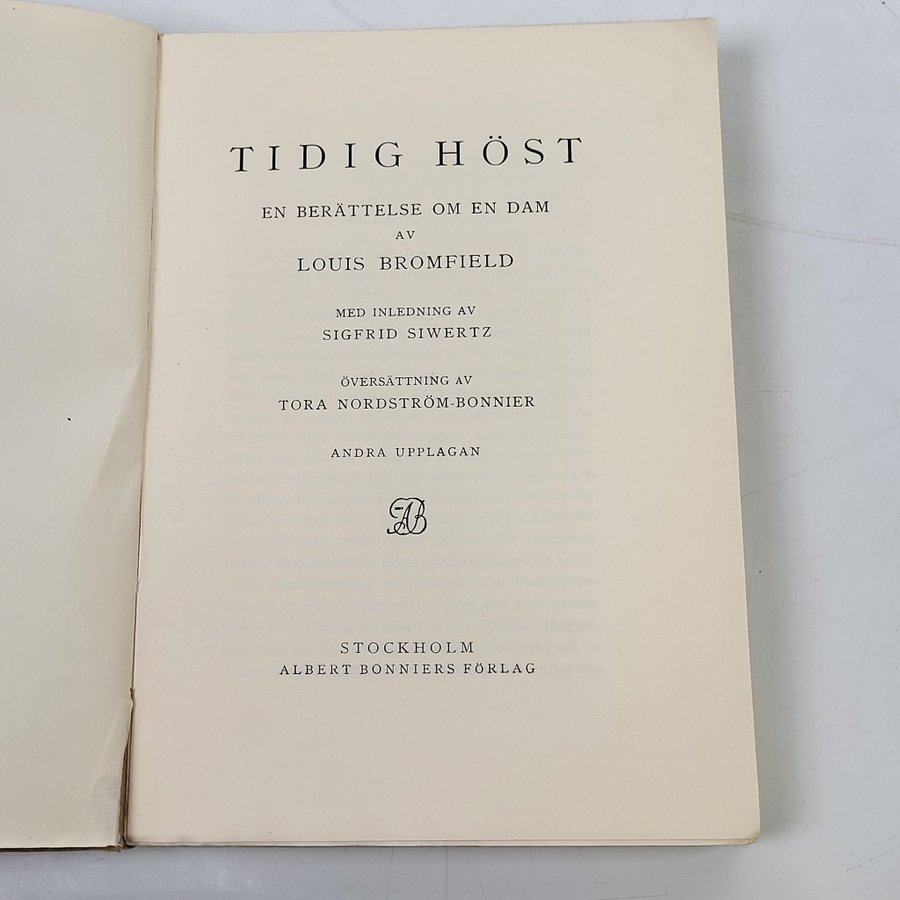 TIDIG HÖST
EN BERÄTTELSE OM EN DAM
AV
LOUIS BROMFIELD
MED INLEDNING AV
SIGFRID SIWERTZ
ÖVERSÄTTNING AV
TORA NORDSTRÖM-BONNIER
ANDRA UPPLAGAN
AB
STOCKHOLM
ALBERT BONNIERS FÖRLAG